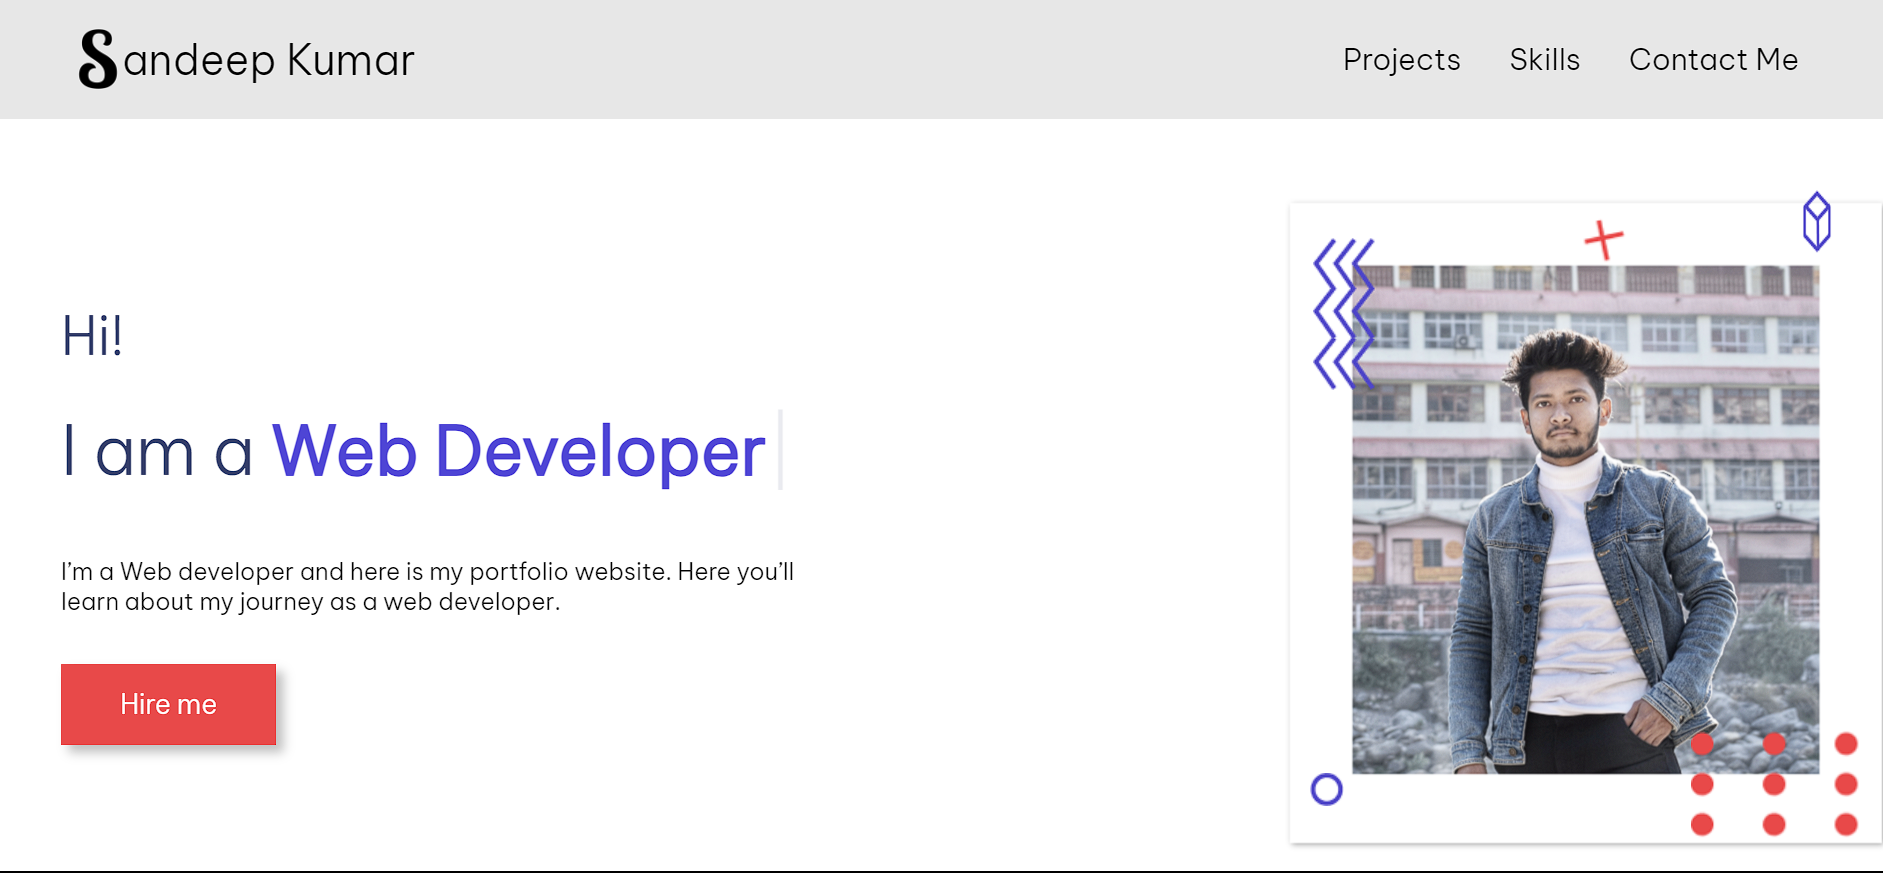 Sandeep Kumar
Projects Skills Contact Me
Hi!
I am a Web Developer
I’m a Web developer and here is my portfolio website. Here you’ll
learn about my journey as a web developer.
Hire me